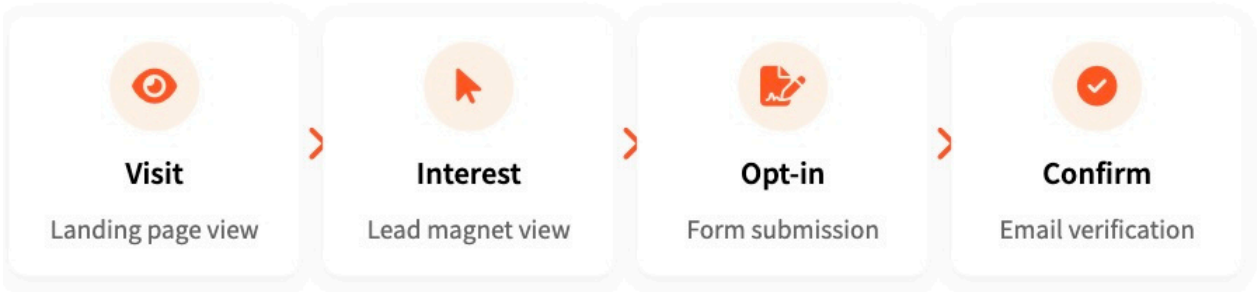 Visit
Landing page view
Interest
Lead magnet view
Opt-in
Form submission
Confirm
Email verification